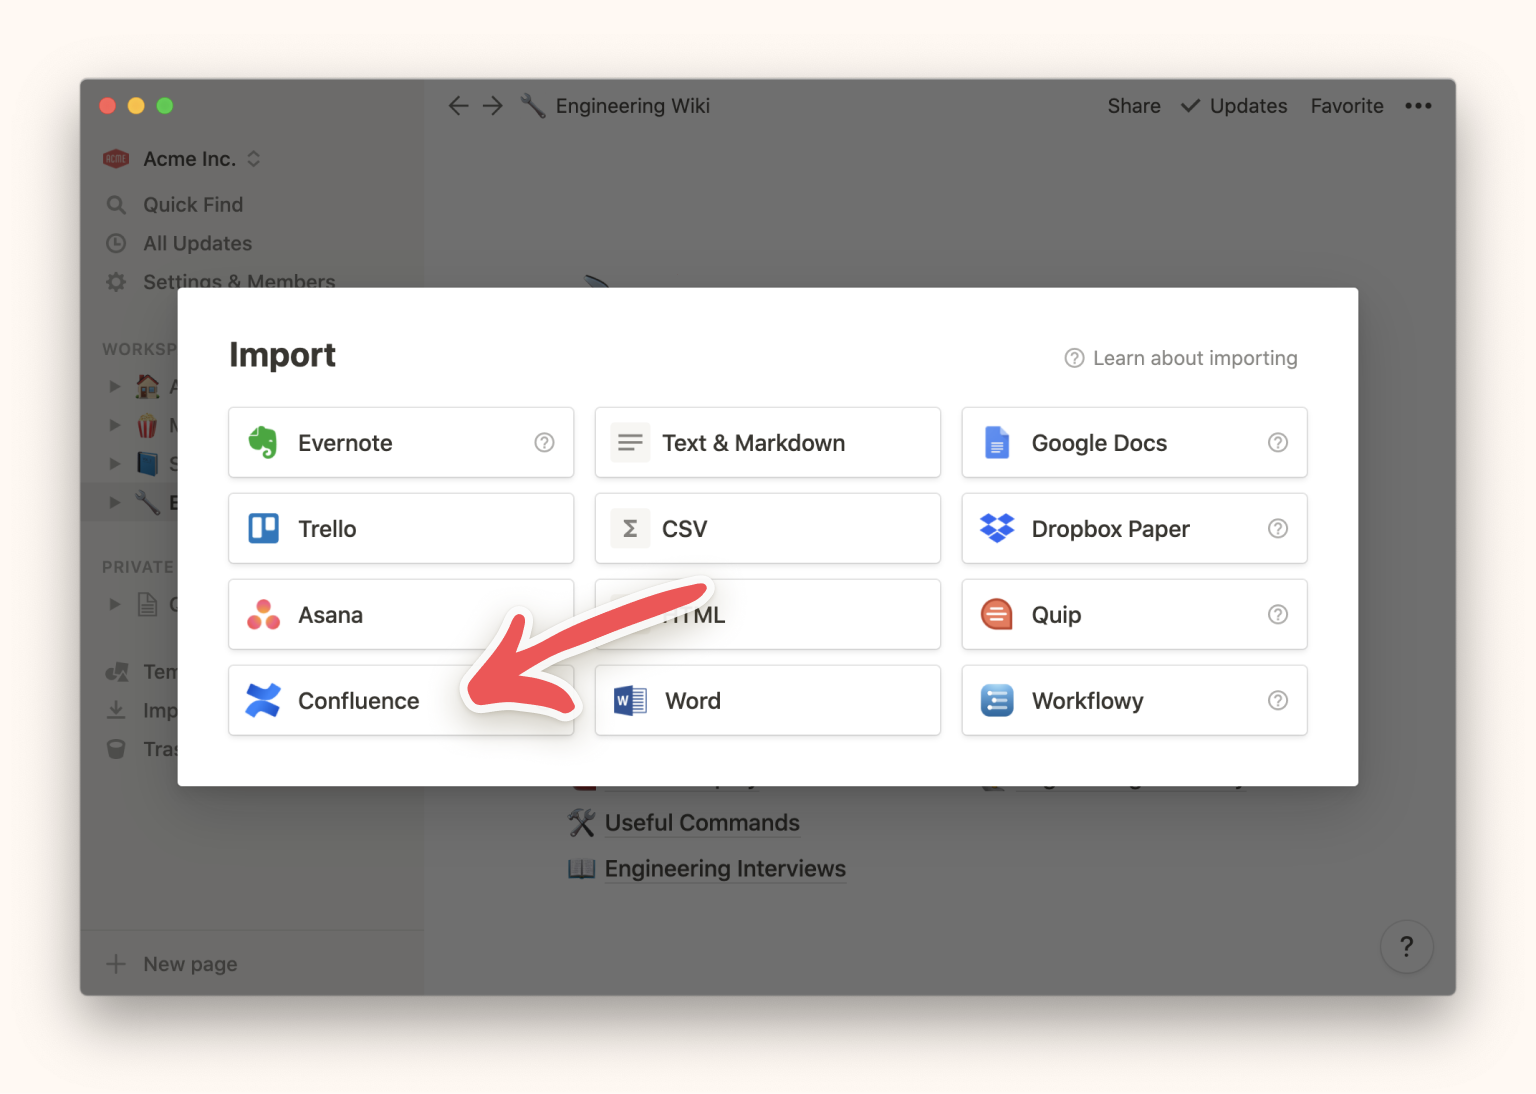 Engineering Wiki
Share Updates Favorite
ACME Acme Inc.
Quick Find
All Updates
Settings & Members
WORKSP
PRIVATE
New page
Import
? Learn about importing
Evernote ?
Text & Markdown
Google Docs ?
Trello
Σ CSV
Dropbox Paper ?
Asana
HTML
Quip ?
Confluence
W Word
Workflowy ?
Tem
Imp
Tras
Useful Commands
Engineering Interviews
?